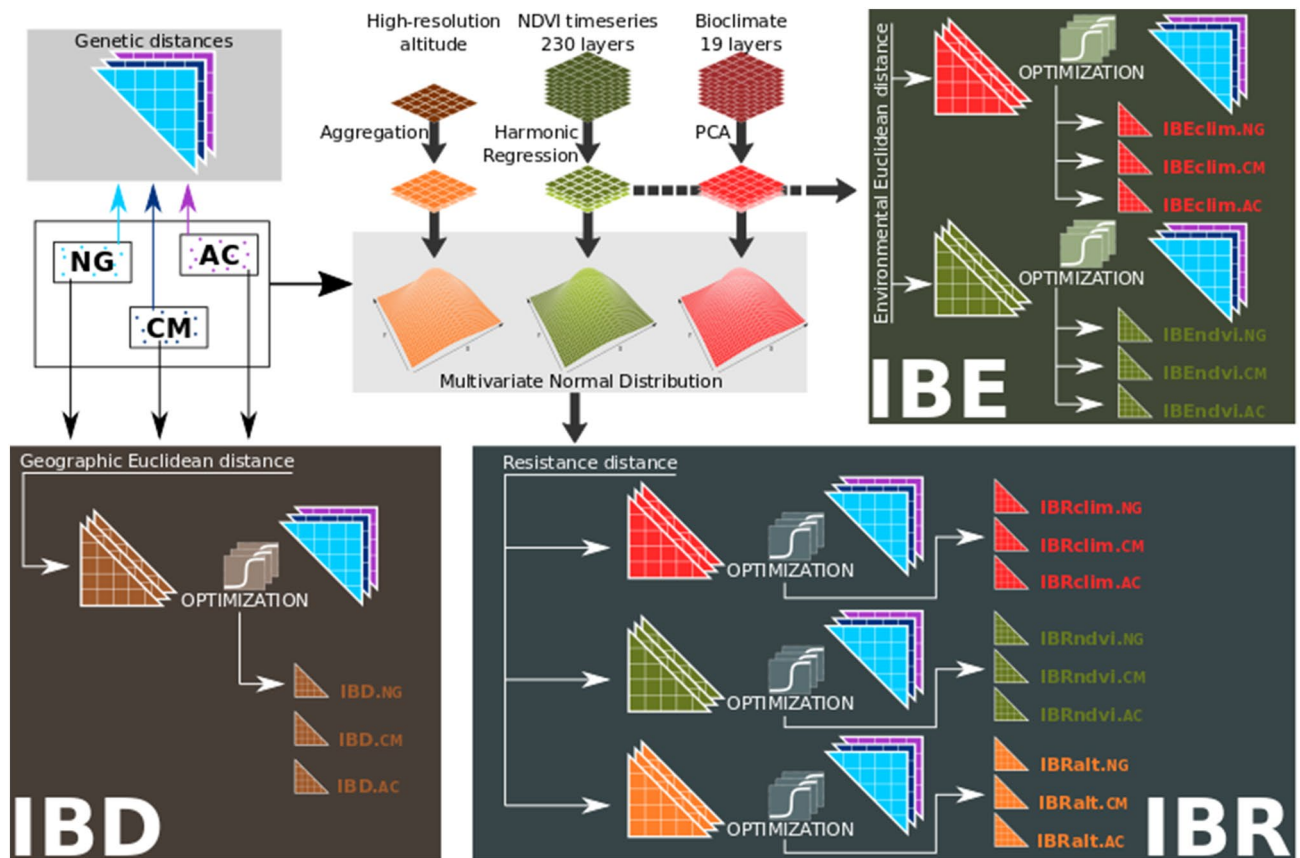 Genetic distances
NG
AC
CM
High-resolution
altitude
NDVI timeseries
230 layers
Bioclimate
19 layers
Aggregation
Harmonic
Regression
PCA
Multivariate Normal Distribution
Environmental Euclidean distance
OPTIMIZATION
IBEclim.NG
IBEclim.CM
IBEclim.AC
OPTIMIZATION
IBEndvi.NG
IBEndvi.CM
IBEndvi.AC
IBE
Geographic Euclidean distance
OPTIMIZATION
IBD.NG
IBD.CM
IBD.AC
IBD
Resistance distance
OPTIMIZATION
IBRclim.NG
IBRclim.CM
IBRclim.AC
OPTIMIZATION
IBRndvi.NG
IBRndvi.CM
IBRndvi.AC
OPTIMIZATION
IBRalt.NG
IBRalt.CM
IBRalt.AC
IBR